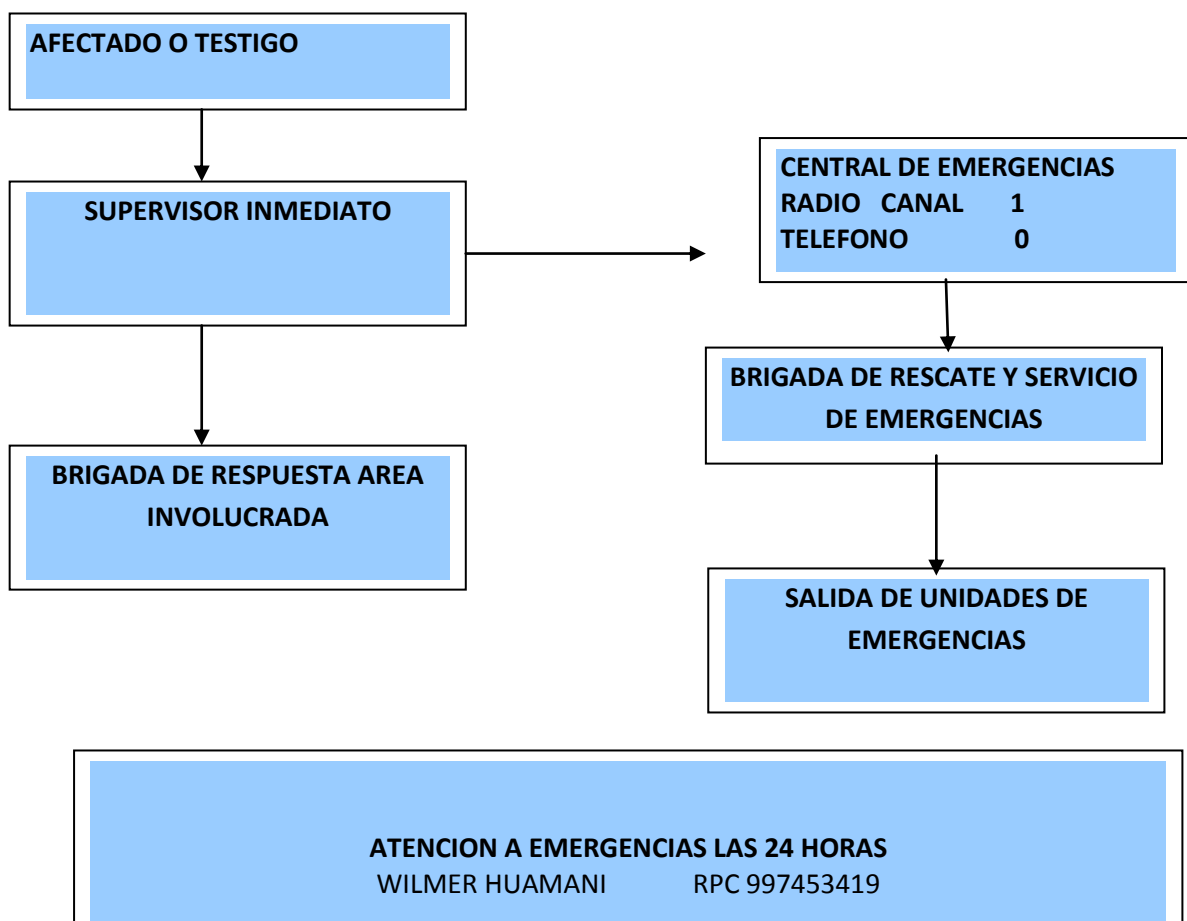 AFECTADO O TESTIGO
SUPERVISOR INMEDIATO
CENTRAL DE EMERGENCIAS
RADIO CANAL 1
TELEFONO 0
BRIGADA DE RESCATE Y SERVICIO
DE EMERGENCIAS
BRIGADA DE RESPUESTA AREA
INVOLUCRADA
SALIDA DE UNIDADES DE
EMERGENCIAS
ATENCION A EMERGENCIAS LAS 24 HORAS
WILMER HUAMANI RPC 997453419